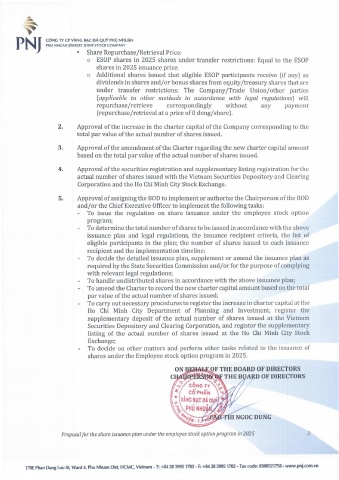 PNJ
CÔNG TY CP VÀNG BẠC ĐÁ QUÝ PHÚ NHUẬN
PHU NHUAN JEWELRY JOINT STOCK COMPANY
• Share Repurchase/Retrieval Price:
o ESOP shares in 2025 shares under transfer restrictions: Equal to the ESOP
shares in 2025 issuance price.
o Additional shares issued that eligible ESOP participants receive (if any) as
dividends in shares and/or bonus shares from equity/treasury shares that are
under transfer restrictions: The Company/Trade Union/other parties
(applicable to other methods in accordance with legal regulations) will
repurchase/retrieve correspondingly without any payment
(repurchase/retrieval at a price of 0 dong/share).
2. Approval of the increase in the charter capital of the Company corresponding to the
total par value of the actual number of shares issued.
3. Approval of the amendment of the Charter regarding the new charter capital amount
based on the total par value of the actual number of shares issued.
4. Approval of the securities registration and supplementary listing registration for the
actual number of shares issued with the Vietnam Securities Depository and Clearing
Corporation and the Ho Chi Minh City Stock Exchange.
5. Approval of assigning the BOD to implement or authorize the Chairperson of the BOD
and/or the Chief Executive Officer to implement the following tasks:
- To issue the regulation on share issuance under the employee stock option
program;
- To determine the total number of shares to be issued in accordance with the above
issuance plan and legal regulations, the issuance recipient criteria, the list of
eligible participants in the plan; the number of shares issued to each issuance
recipient and the implementation timeline;
- To decide the detailed issuance plan, supplement or amend the issuance plan as
required by the State Securities Commission and/or for the purpose of complying
with relevant legal regulations;
- To handle undistributed shares in accordance with the above issuance plan;
- To amend the Charter to record the new charter capital amount based on the total
par value of the actual number of shares issued;
- To carry out necessary procedures to register the increase in charter capital at the
Ho Chi Minh City Department of Planning and Investment, register the
supplementary deposit of the actual number of shares issued at the Vietnam
Securities Depository and Clearing Corporation, and register the supplementary
listing of the actual number of shares issued at the Ho Chi Minh City Stock
Exchange;
- To decide on other matters and perform other tasks related to the issuance of
shares under the Employee stock option program in 2025.
ON BEHALF OF THE BOARD OF DIRECTORS
CHAIRPERSON OF THE BOARD OF DIRECTORS
CÔNG TY
CỔ PHẦN
VÀNG BẠC ĐÁ QUÝ
PHÚ NHUẬN
CAO THI NGOC DUNG
Proposal for the share issuance plan under the employee stock option program in 2025 3
170E Phan Dang Luu St, Ward 3, Phu Nhuan Dist, HCMC, Vietnam - T: +84 28 3995 1703 - F: +84 28 3995 1702 - Tax code: 0300521758 - www.pnj.com.vn